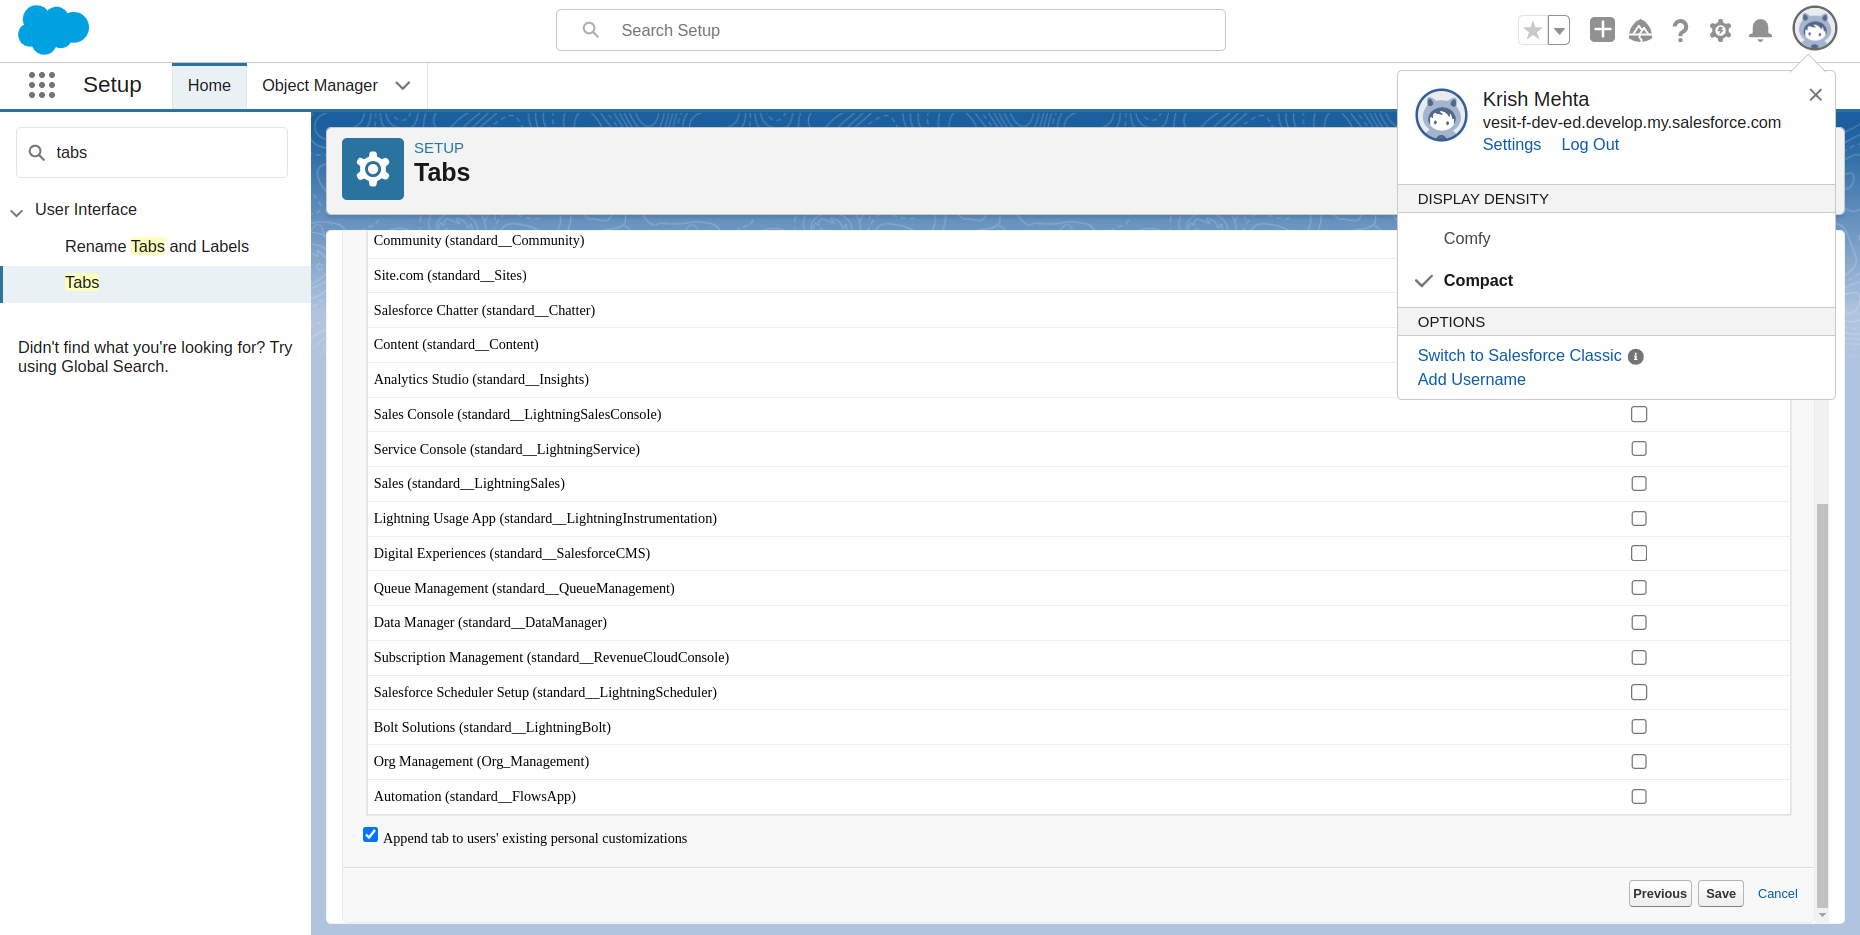 Search Setup
Setup
Home
Object Manager
tabs
User Interface
Rename Tabs and Labels
Tabs
Didn't find what you're looking for? Try
using Global Search.
SETUP
Tabs
Community (standard__Community)
Site.com (standard__Sites)
Salesforce Chatter (standard__Chatter)
Content (standard__Content)
Analytics Studio (standard__Insights)
Sales Console (standard__LightningSalesConsole)
Service Console (standard__LightningService)
Sales (standard__LightningSales)
Lightning Usage App (standard__LightningInstrumentation)
Digital Experiences (standard__SalesforceCMS)
Queue Management (standard__QueueManagement)
Data Manager (standard__DataManager)
Subscription Management (standard__RevenueCloudConsole)
Salesforce Scheduler Setup (standard__LightningScheduler)
Bolt Solutions (standard__LightningBolt)
Org Management (Org_Management)
Automation (standard__FlowsApp)
Append tab to users' existing personal customizations
Previous
Save
Cancel
Krish Mehta
vesit-f-dev-ed.develop.my.salesforce.com
Settings
Log Out
DISPLAY DENSITY
Comfy
Compact
OPTIONS
Switch to Salesforce Classic
Add Username